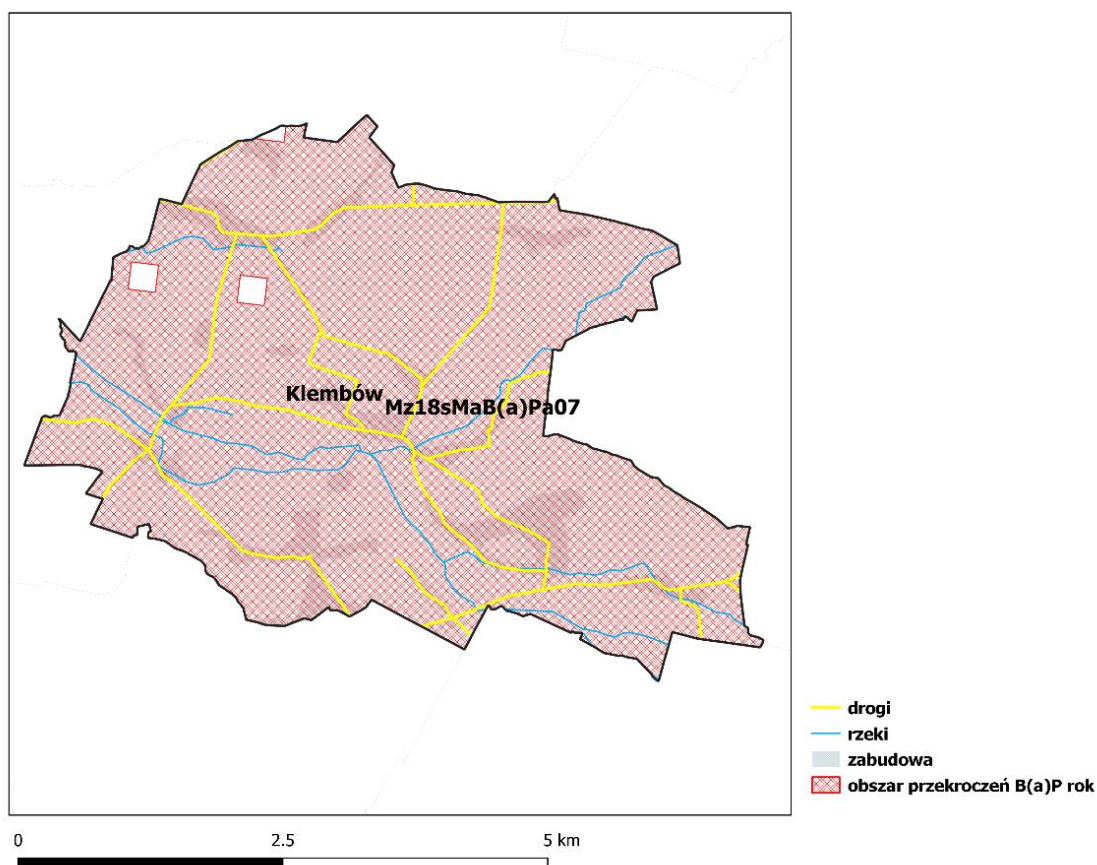 Klembów
Mz18sMaB(a)Pa07
drogi
rzeki
zabudowa
obszar przekroczeń B(a)P rok
0 2.5 5 km